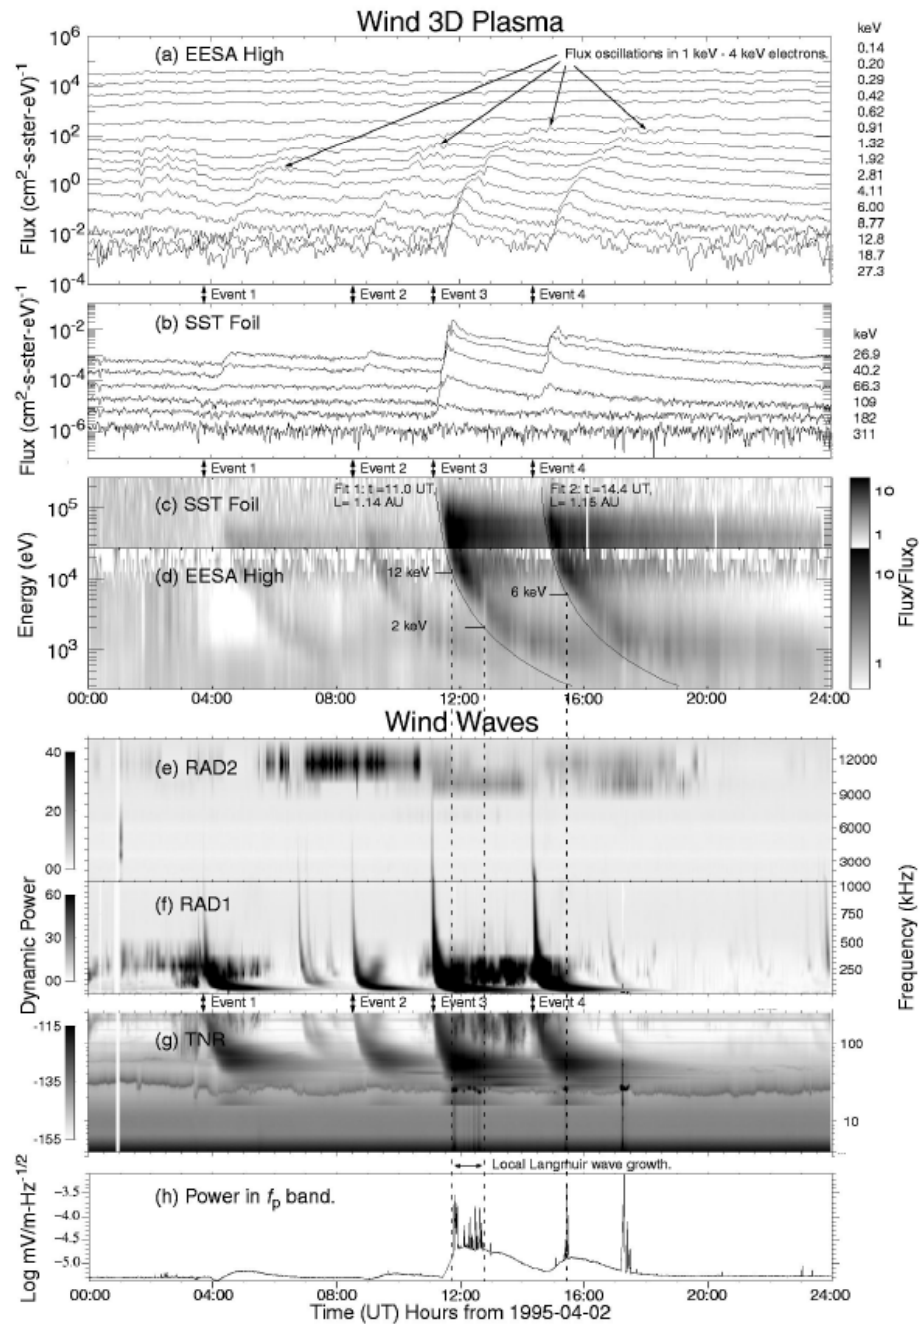 Wind 3D Plasma
keV
(a) EESA High
Flux oscillations in 1 keV - 4 keV electrons.
Flux (cm²-s-ster-eV)⁻¹
10⁶
10⁴
10²
10⁰
10⁻²
10⁻⁴
0.14
0.20
0.29
0.42
0.62
0.91
1.32
1.92
2.81
4.11
6.00
8.77
12.8
18.7
27.3
Event 1
Event 2
Event 3
Event 4
(b) SST Foil
Flux (cm²-s-ster-eV)⁻¹
10⁻²
10⁻⁴
10⁻⁶
keV
26.9
40.2
66.3
109
182
311
Event 1
Event 2
Event 3
Event 4
(c) SST Foil
Fit 1: t =11.0 UT,
L= 1.14 AU
Fit 2: t =14.4 UT,
L= 1.15 AU
(d) EESA High
12 keV
2 keV
6 keV
Energy (eV)
10⁵
10⁴
10³
10
1
10
1
Flux/Flux₀
00:00
04:00
08:00
12:00
16:00
20:00
24:00
Wind Waves
(e) RAD2
40
20
00
12000
9000
6000
3000
(f) RAD1
Dynamic Power
60
30
00
1000
750
500
250
Frequency (kHz)
Event 1
Event 2
Event 3
Event 4
(g) TNR
-115
-135
-155
100
10
Local Langmuir wave growth.
(h) Power in fₚ band.
Log mV/m-Hz⁻¹/²
-3.5
-4.0
-4.5
-5.0
00:00
04:00
08:00
12:00
16:00
20:00
24:00
Time (UT) Hours from 1995-04-02